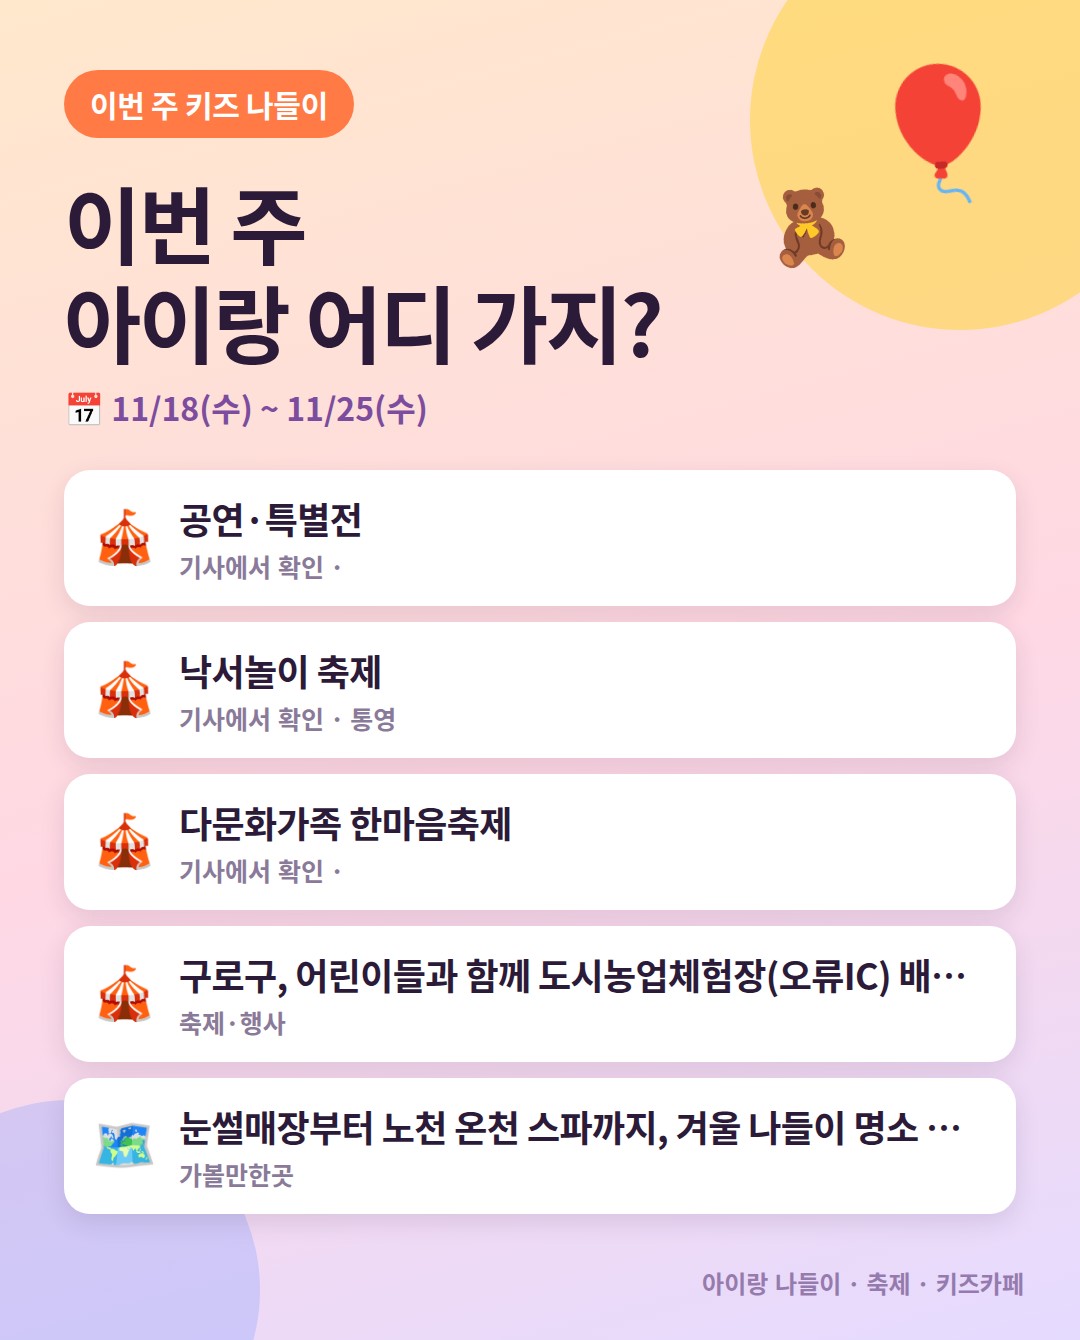 이번 주 키즈 나들이
이번 주
아이랑 어디 가지?
July 17 11/18(수) ~ 11/25(수)
공연·특별전
기사에서 확인 ·
낙서놀이 축제
기사에서 확인 · 통영
다문화가족 한마음축제
기사에서 확인 ·
구로구, 어린이들과 함께 도시농업체험장(오류IC) 배…
축제·행사
눈썰매장부터 노천 온천 스파까지, 겨울 나들이 명소 …
가볼만한곳
아이랑 나들이 · 축제 · 키즈카페